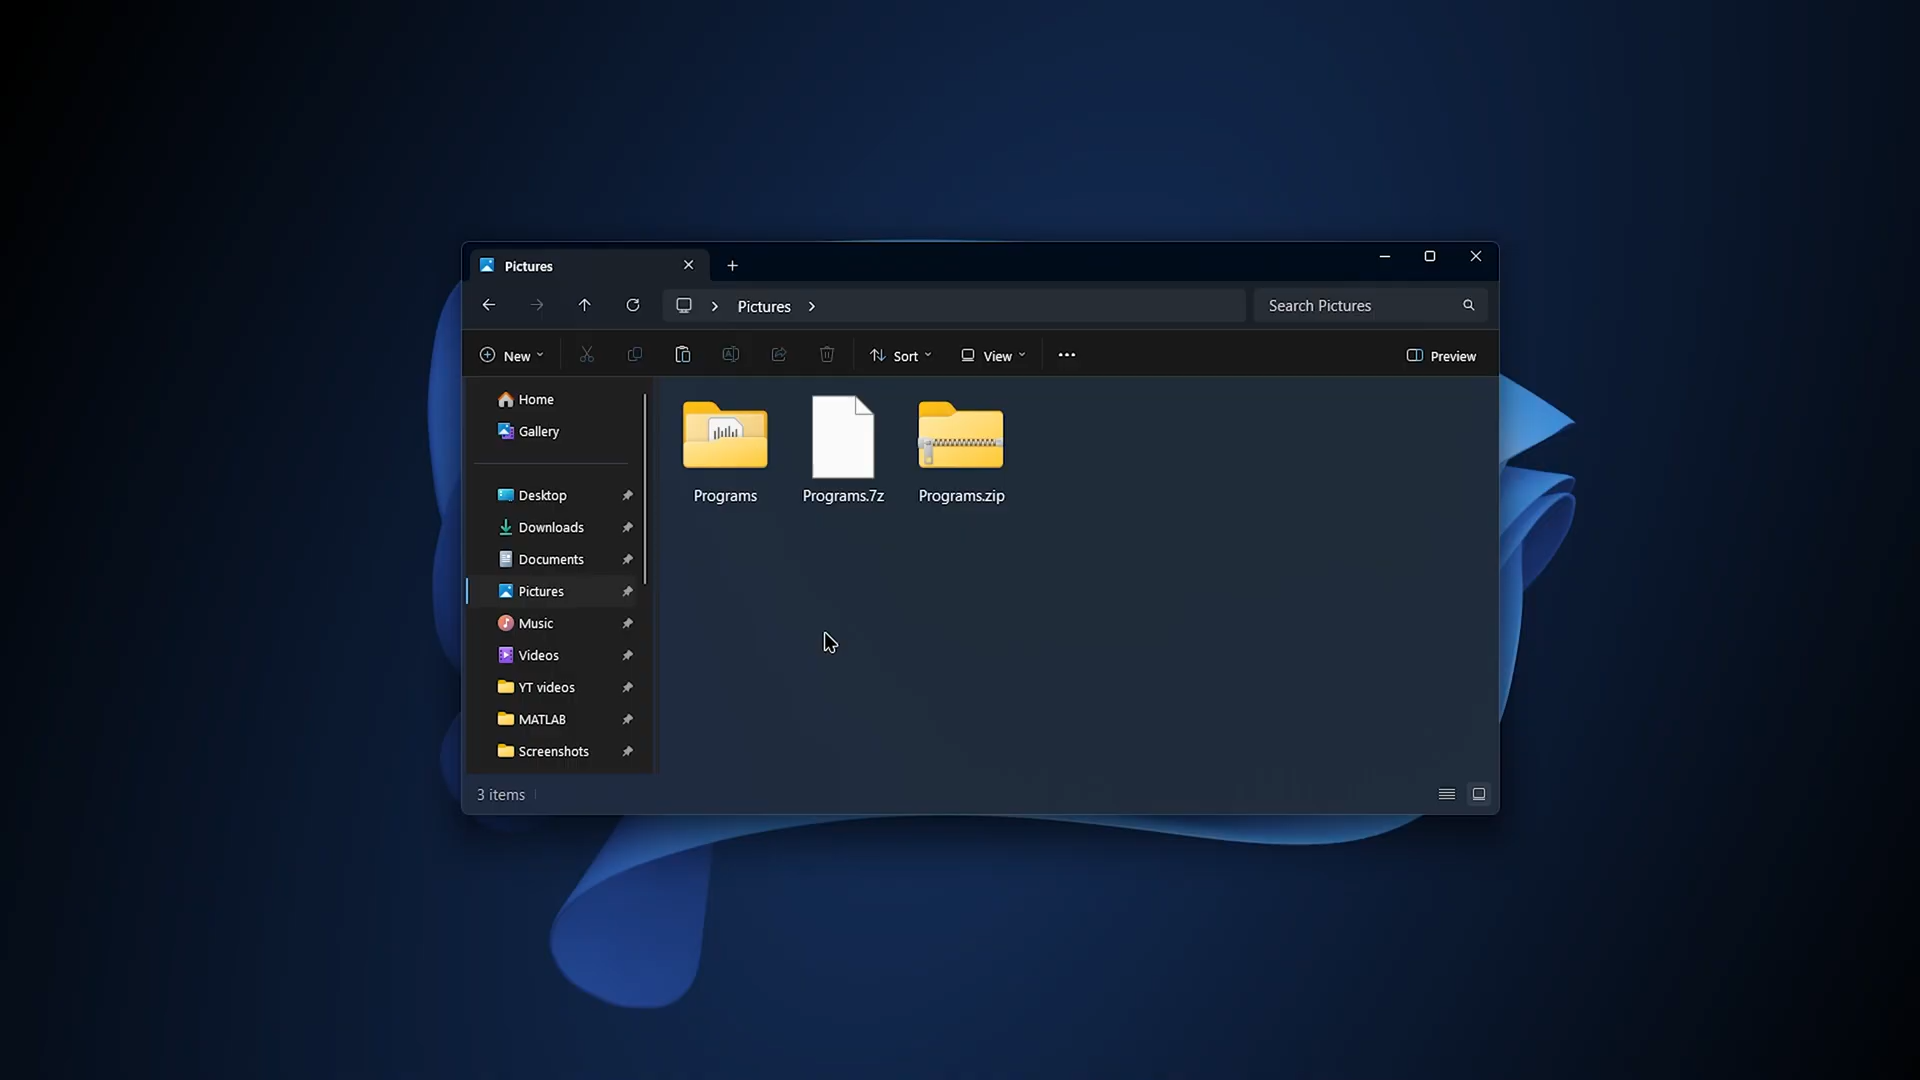 Pictures
Pictures
Search Pictures
New
Sort
View
Preview
Home
Gallery
Desktop
Downloads
Documents
Pictures
Music
Videos
YT videos
MATLAB
Screenshots
Programs
Programs.7z
Programs.zip
3 items